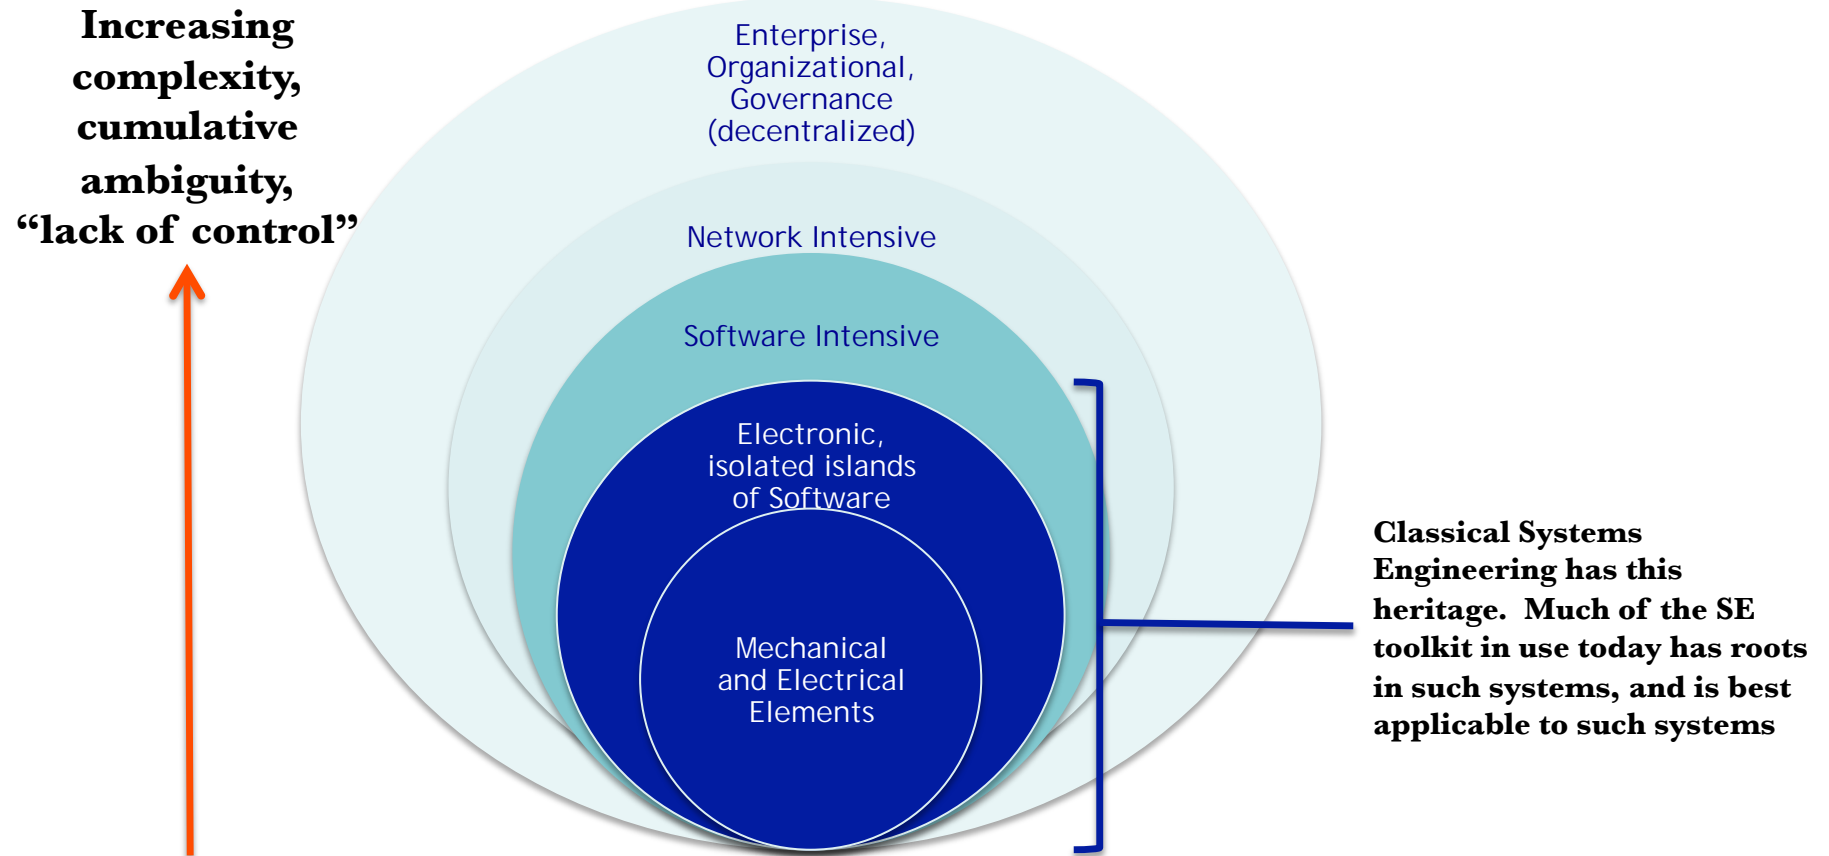 Increasing
complexity,
cumulative
ambiguity,
“lack of control”
Enterprise,
Organizational,
Governance
(decentralized)
Network Intensive
Software Intensive
Electronic,
isolated islands
of Software
Mechanical
and Electrical
Elements
Classical Systems
Engineering has this
heritage.  Much of the SE
toolkit in use today has roots
in such systems, and is best
applicable to such systems